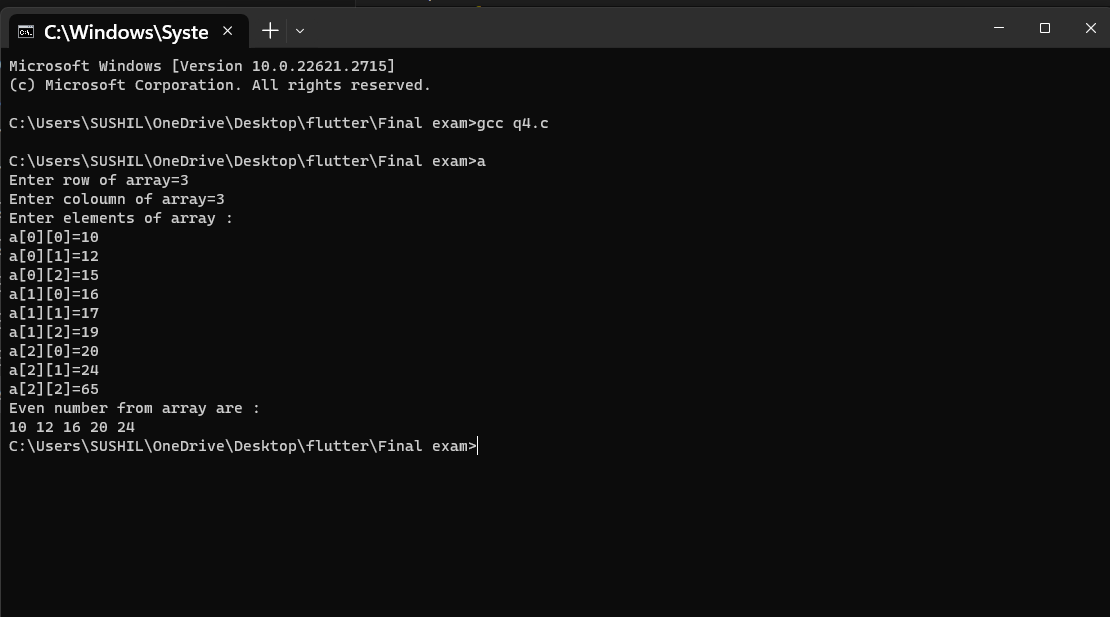 C:\Windows\Syste
Microsoft Windows [Version 10.0.22621.2715]
(c) Microsoft Corporation. All rights reserved.
C:\Users\SUSHIL\OneDrive\Desktop\flutter\Final exam>gcc q4.c
C:\Users\SUSHIL\OneDrive\Desktop\flutter\Final exam>a
Enter row of array=3
Enter coloumn of array=3
Enter elements of array :
a[0][0]=10
a[0][1]=12
a[0][2]=15
a[1][0]=16
a[1][1]=17
a[1][2]=19
a[2][0]=20
a[2][1]=24
a[2][2]=65
Even number from array are :
10 12 16 20 24
C:\Users\SUSHIL\OneDrive\Desktop\flutter\Final exam>